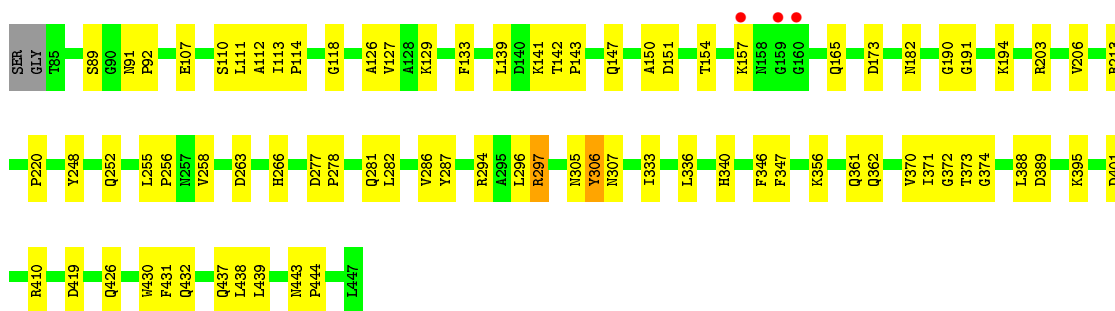 SER GLY T85 S89 G90 N91 P92 E107 S110 L111 A112 I113 P114 G118 A126 V127 A128 K129 F133 L139 D140 K141 T142 P143 Q147 A150 D151 T154 K157 N158 G159 G160 Q165 D173 N182 G190 G191 K194 R203 V206
P220 Y248 Q252 L255 P256 N257 V258 D263 H266 D277 P278 Q281 L282 V286 Y287 R294 A295 L296 R297 N305 Y306 N307 I333 L336 H340 F346 F347 K356 Q361 Q362 V370 I371 G372 T373 G374 L388 D389 K395
R410 D419 Q426 W430 F431 Q432 Q437 L438 L439 N443 P444 L447